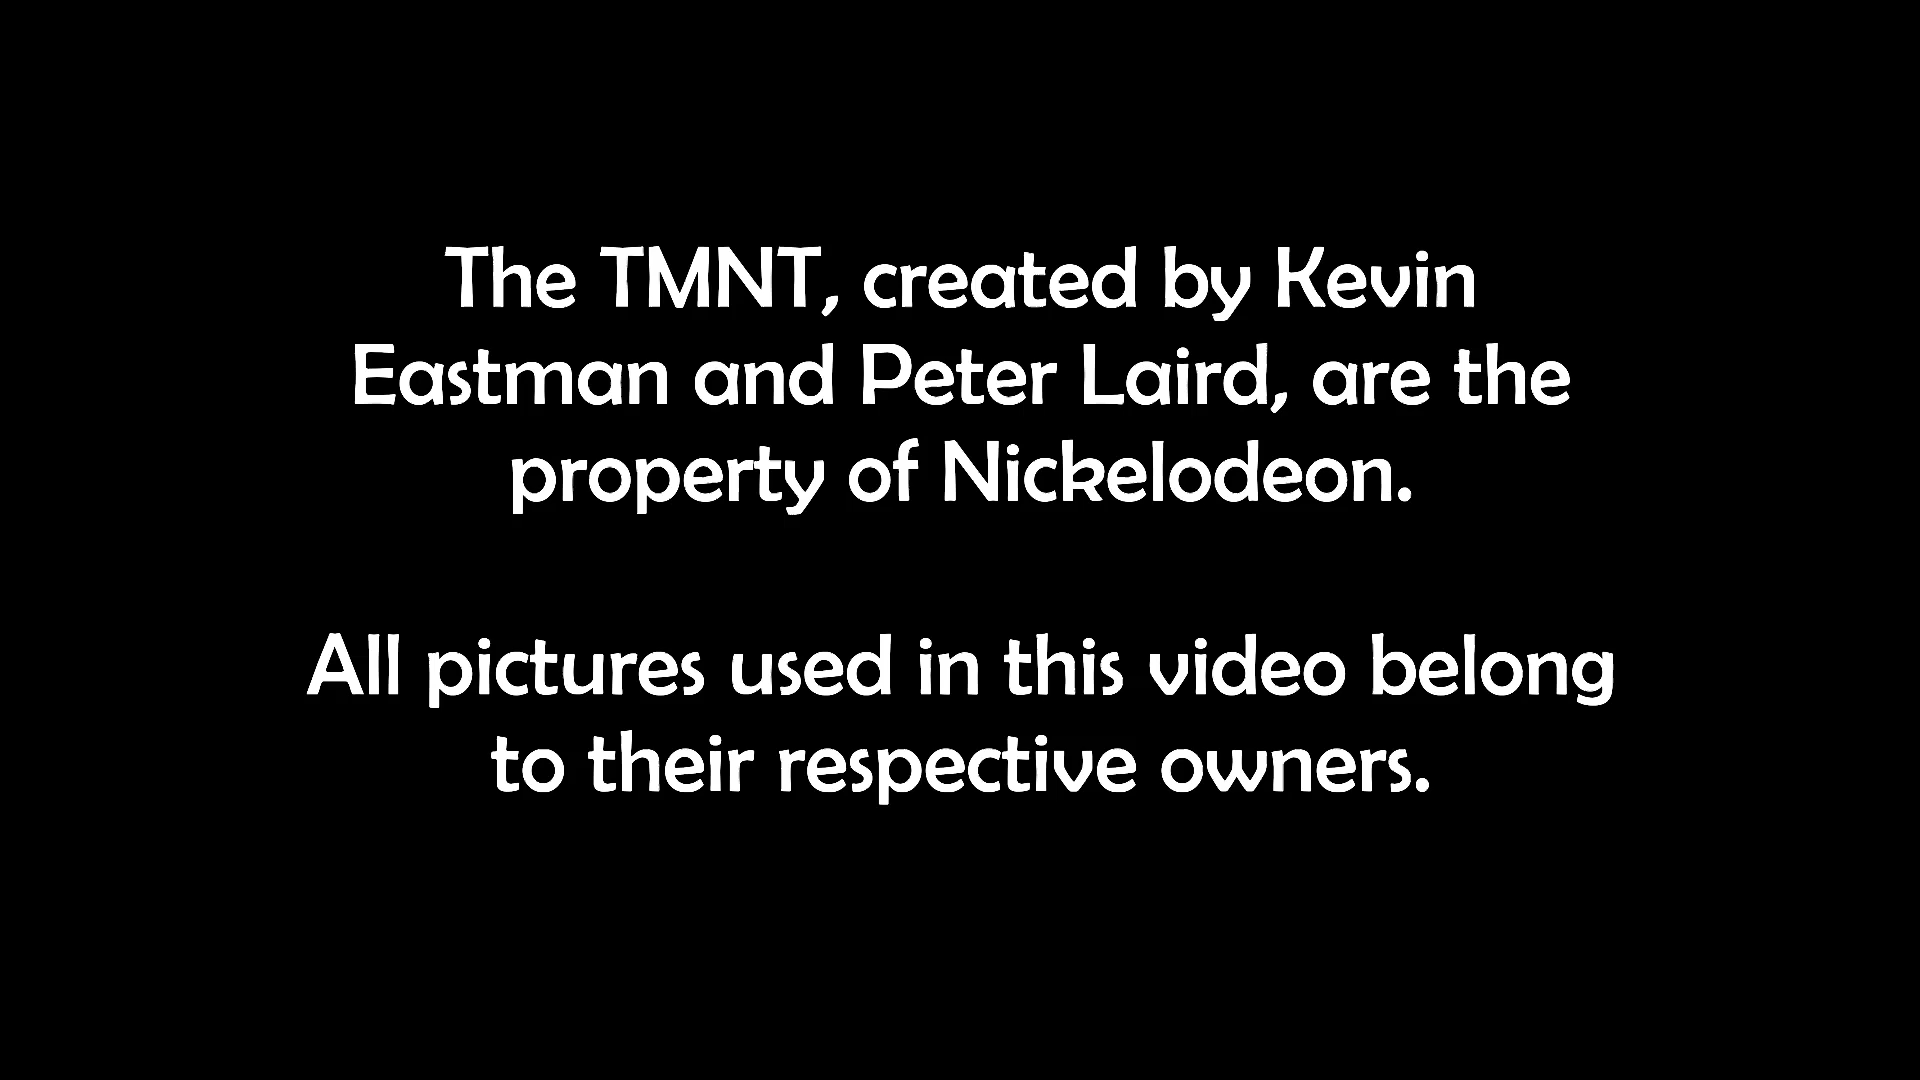 The TMNT, created by Kevin
Eastman and Peter Laird, are the
property of Nickelodeon.
All pictures used in this video belong
to their respective owners.